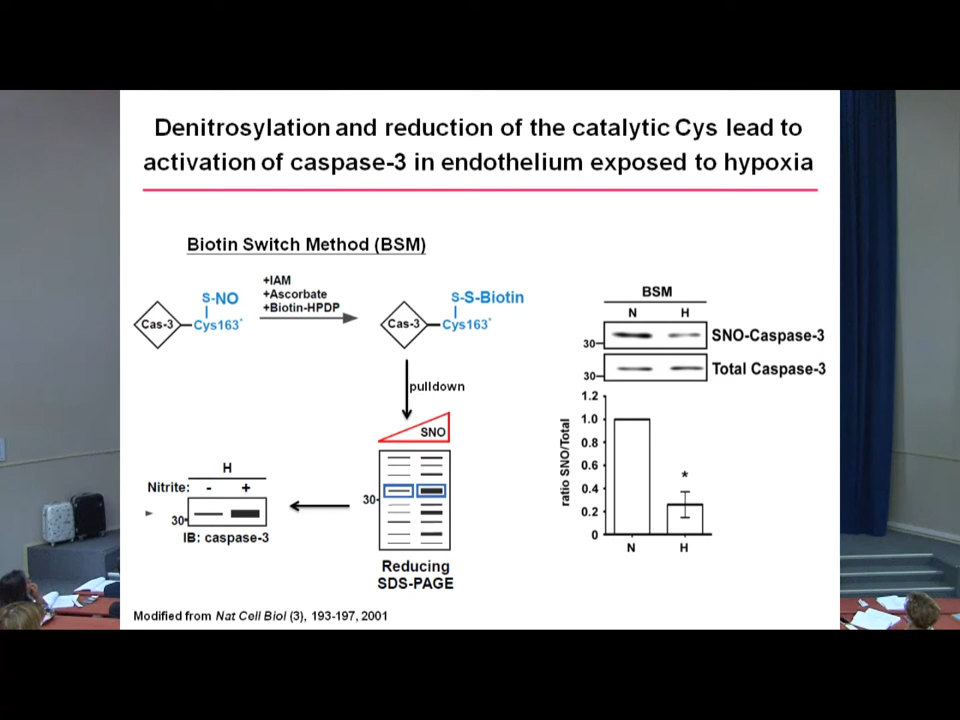 Denitrosylation and reduction of the catalytic Cys lead to
activation of caspase-3 in endothelium exposed to hypoxia
Biotin Switch Method (BSM)
S-NO
Cas-3
Cys163*
+IAM
+Ascorbate
+Biotin-HPDP
S-S-Biotin
Cas-3
Cys163*
pulldown
SNO
30
Reducing
SDS-PAGE
H
Nitrite: - +
30
IB: caspase-3
BSM
N H
30 SNO-Caspase-3
30 Total Caspase-3
ratio SNO/Total
1.2
1.0
0.8
0.6
0.4
0.2
0
*
N H
Modified from Nat Cell Biol (3), 193-197, 2001